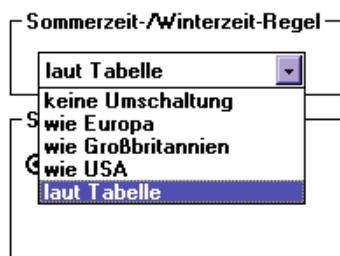 Sommerzeit-/Winterzeit-Regel
laut Tabelle
keine Umschaltung
wie Europa
wie Großbritannien
wie USA
laut Tabelle